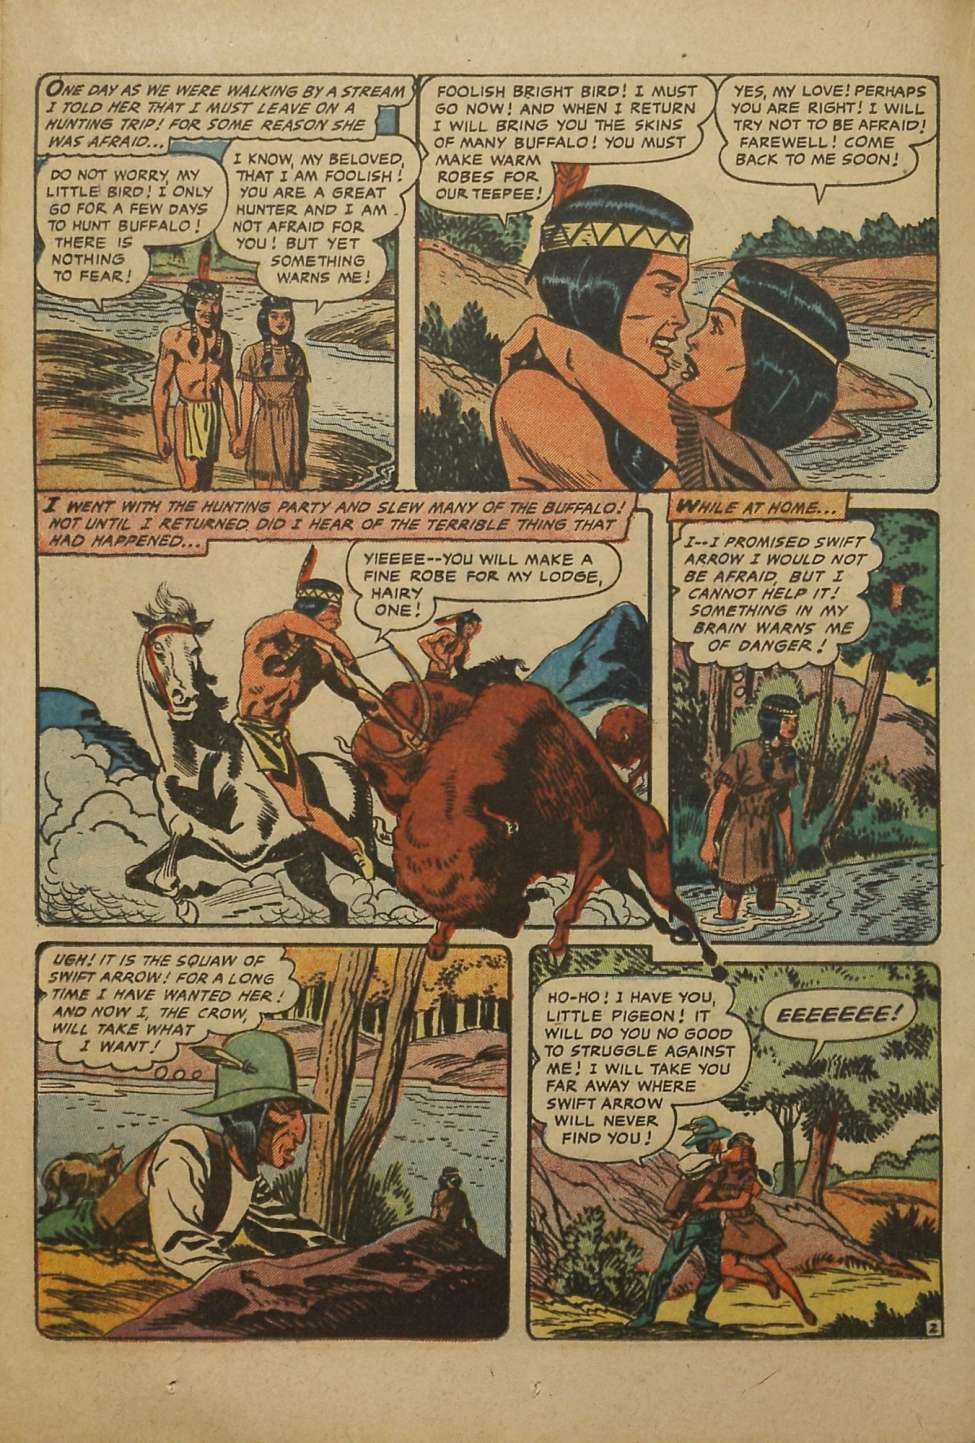 ONE DAY AS WE WERE WALKING BY A STREAM
I TOLD HER THAT I MUST LEAVE ON A
HUNTING TRIP! FOR SOME REASON SHE
WAS AFRAID...
DO NOT WORRY, MY
LITTLE BIRD! I ONLY
GO FOR A FEW DAYS
TO HUNT BUFFALO!
THERE IS
NOTHING
TO FEAR!
I KNOW, MY BELOVED,
THAT I AM FOOLISH!
YOU ARE A GREAT
HUNTER AND I AM
NOT AFRAID FOR
YOU! BUT YET
SOMETHING
WARNS ME!
FOOLISH BRIGHT BIRD! I MUST
GO NOW! AND WHEN I RETURN
I WILL BRING YOU THE SKINS
OF MANY BUFFALO! YOU MUST
MAKE WARM
ROBES FOR
OUR TEEPEE!
YES, MY LOVE! PERHAPS
YOU ARE RIGHT! I WILL
TRY NOT TO BE AFRAID!
FAREWELL! COME
BACK TO ME SOON!
I WENT WITH THE HUNTING PARTY AND SLEW MANY OF THE BUFFALO!
NOT UNTIL I RETURNED DID I HEAR OF THE TERRIBLE THING THAT
HAD HAPPENED...
YIEEEE--YOU WILL MAKE A
FINE ROBE FOR MY LODGE,
HAIRY
ONE!
WHILE AT HOME...
I--I PROMISED SWIFT
ARROW I WOULD NOT
BE AFRAID, BUT I
CANNOT HELP IT!
SOMETHING IN MY
BRAIN WARNS ME
OF DANGER!
UGH! IT IS THE SQUAW OF
SWIFT ARROW! FOR A LONG
TIME I HAVE WANTED HER!
AND NOW I, THE CROW,
WILL TAKE WHAT
I WANT!
HO-HO! I HAVE YOU,
LITTLE PIGEON! IT
WILL DO YOU NO GOOD
TO STRUGGLE AGAINST
ME! I WILL TAKE YOU
FAR AWAY WHERE
SWIFT ARROW
WILL NEVER
FIND YOU!
EEEEEEE!
2